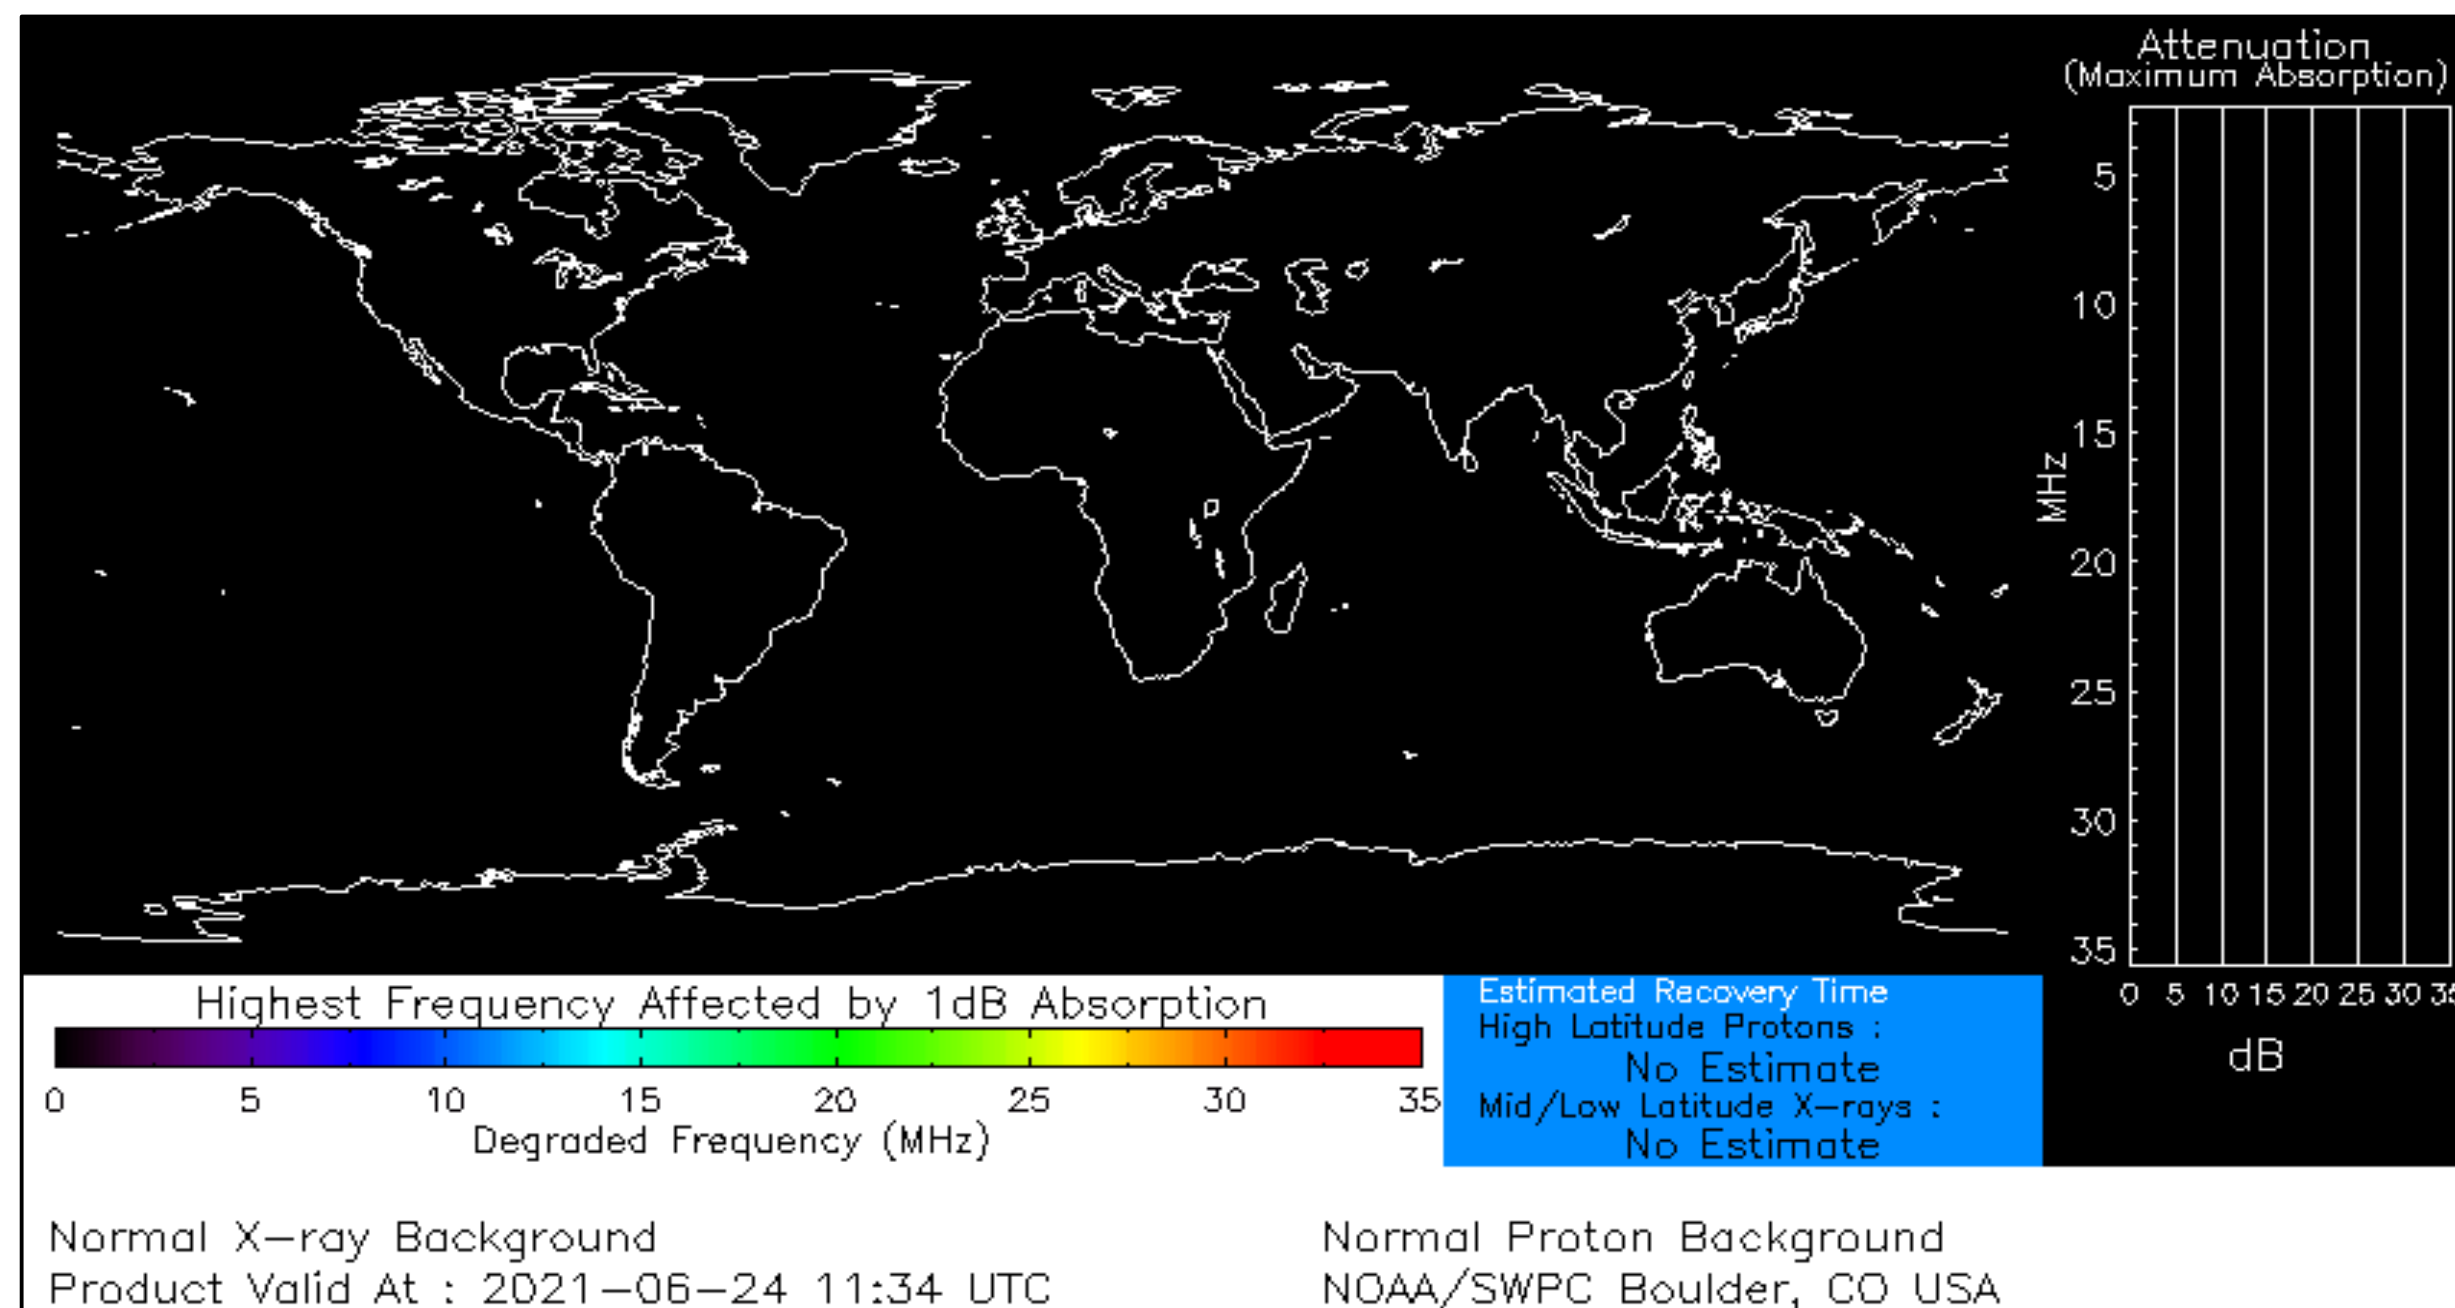 Attenuation
(Maximum Absorption)
5
10
15
20
25
30
35
MHz
0 5 10 15 20 25 30
dB
Highest Frequency Affected by 1dB Absorption
0 5 10 15 20 25 30 35
Degraded Frequency (MHz)
Estimated Recovery Time
High Latitude Protons :
No Estimate
Mid/Low Latitude X-rays :
No Estimate
Normal X-ray Background
Normal Proton Background
Product Valid At : 2021-06-24 11:34 UTC
NOAA/SWPC Boulder, CO USA